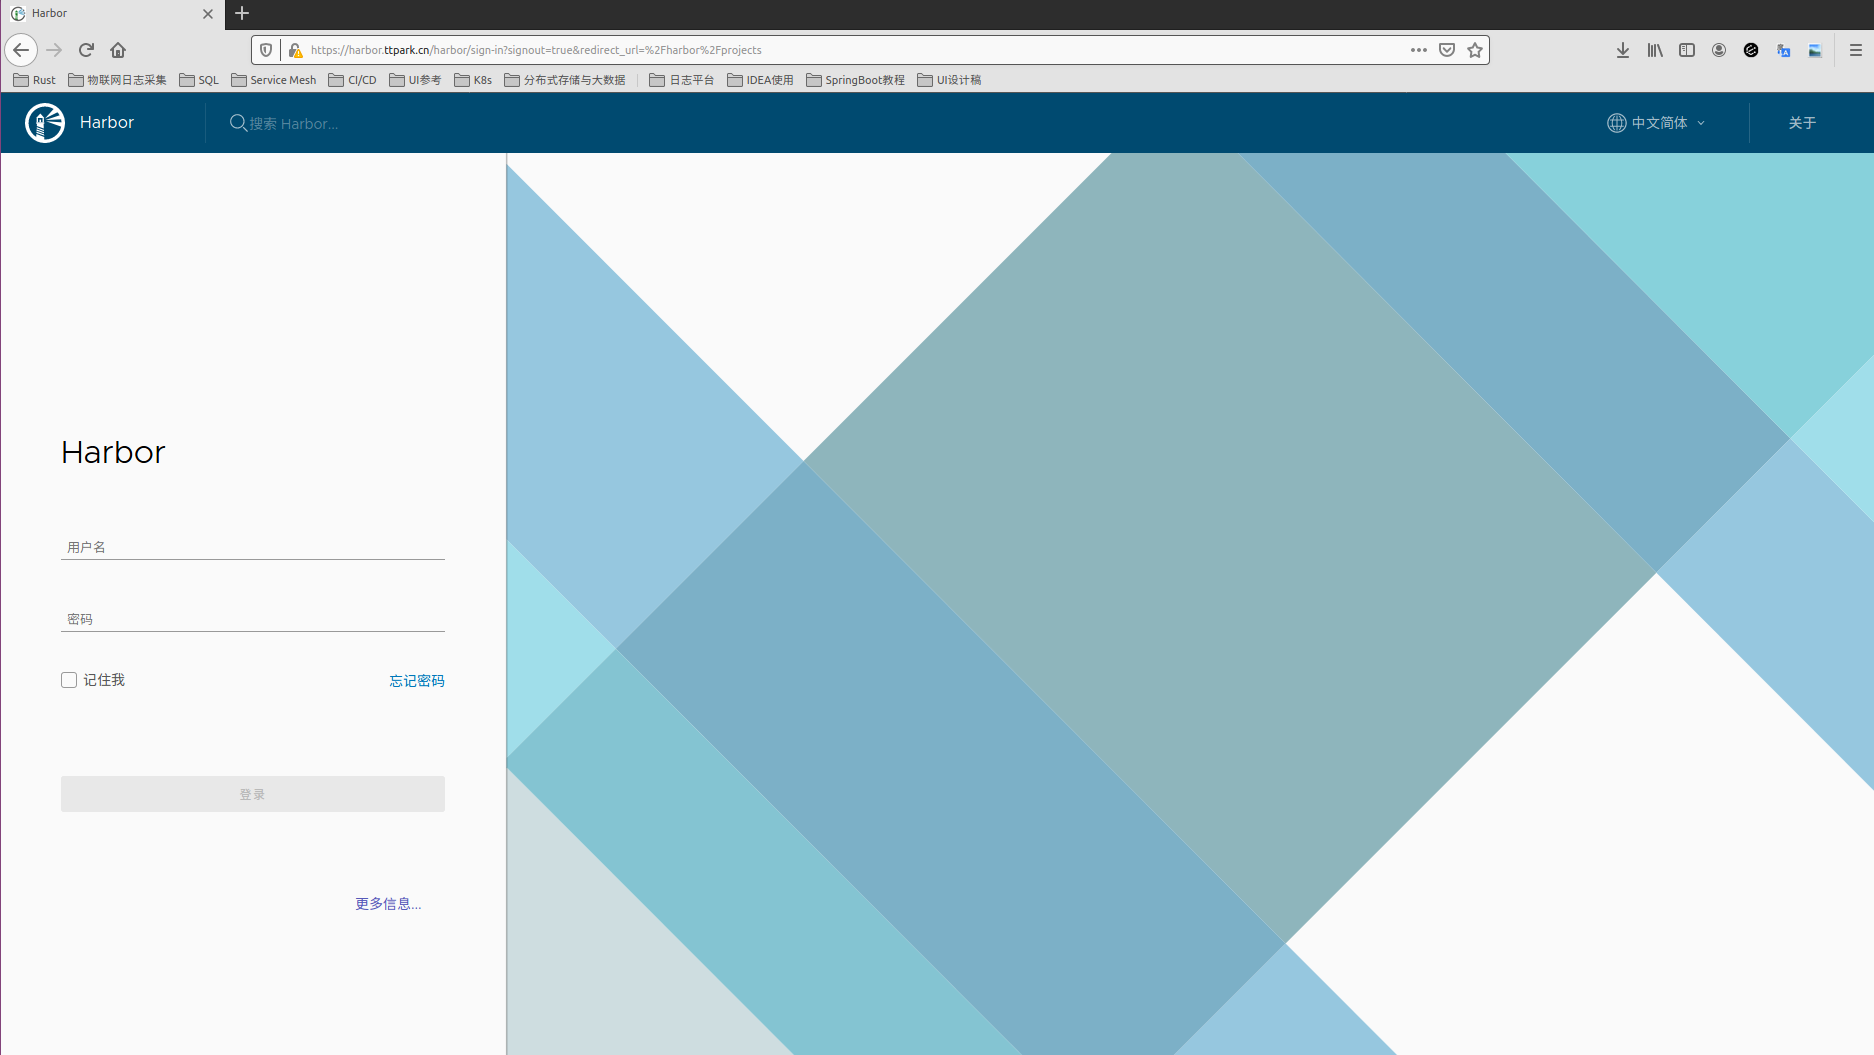 Harbor
https://harbor.ttpark.cn/harbor/sign-in?signout=true&redirect_url=%2Fharbor%2Fprojects
Rust 物联网日志采集 SQL Service Mesh CI/CD UI参考 K8s 分布式存储与大数据 日志平台 IDEA使用 SpringBoot教程 UI设计稿
Harbor 搜索 Harbor... 中文简体 关于
Harbor
用户名
密码
记住我 忘记密码
登录
更多信息...